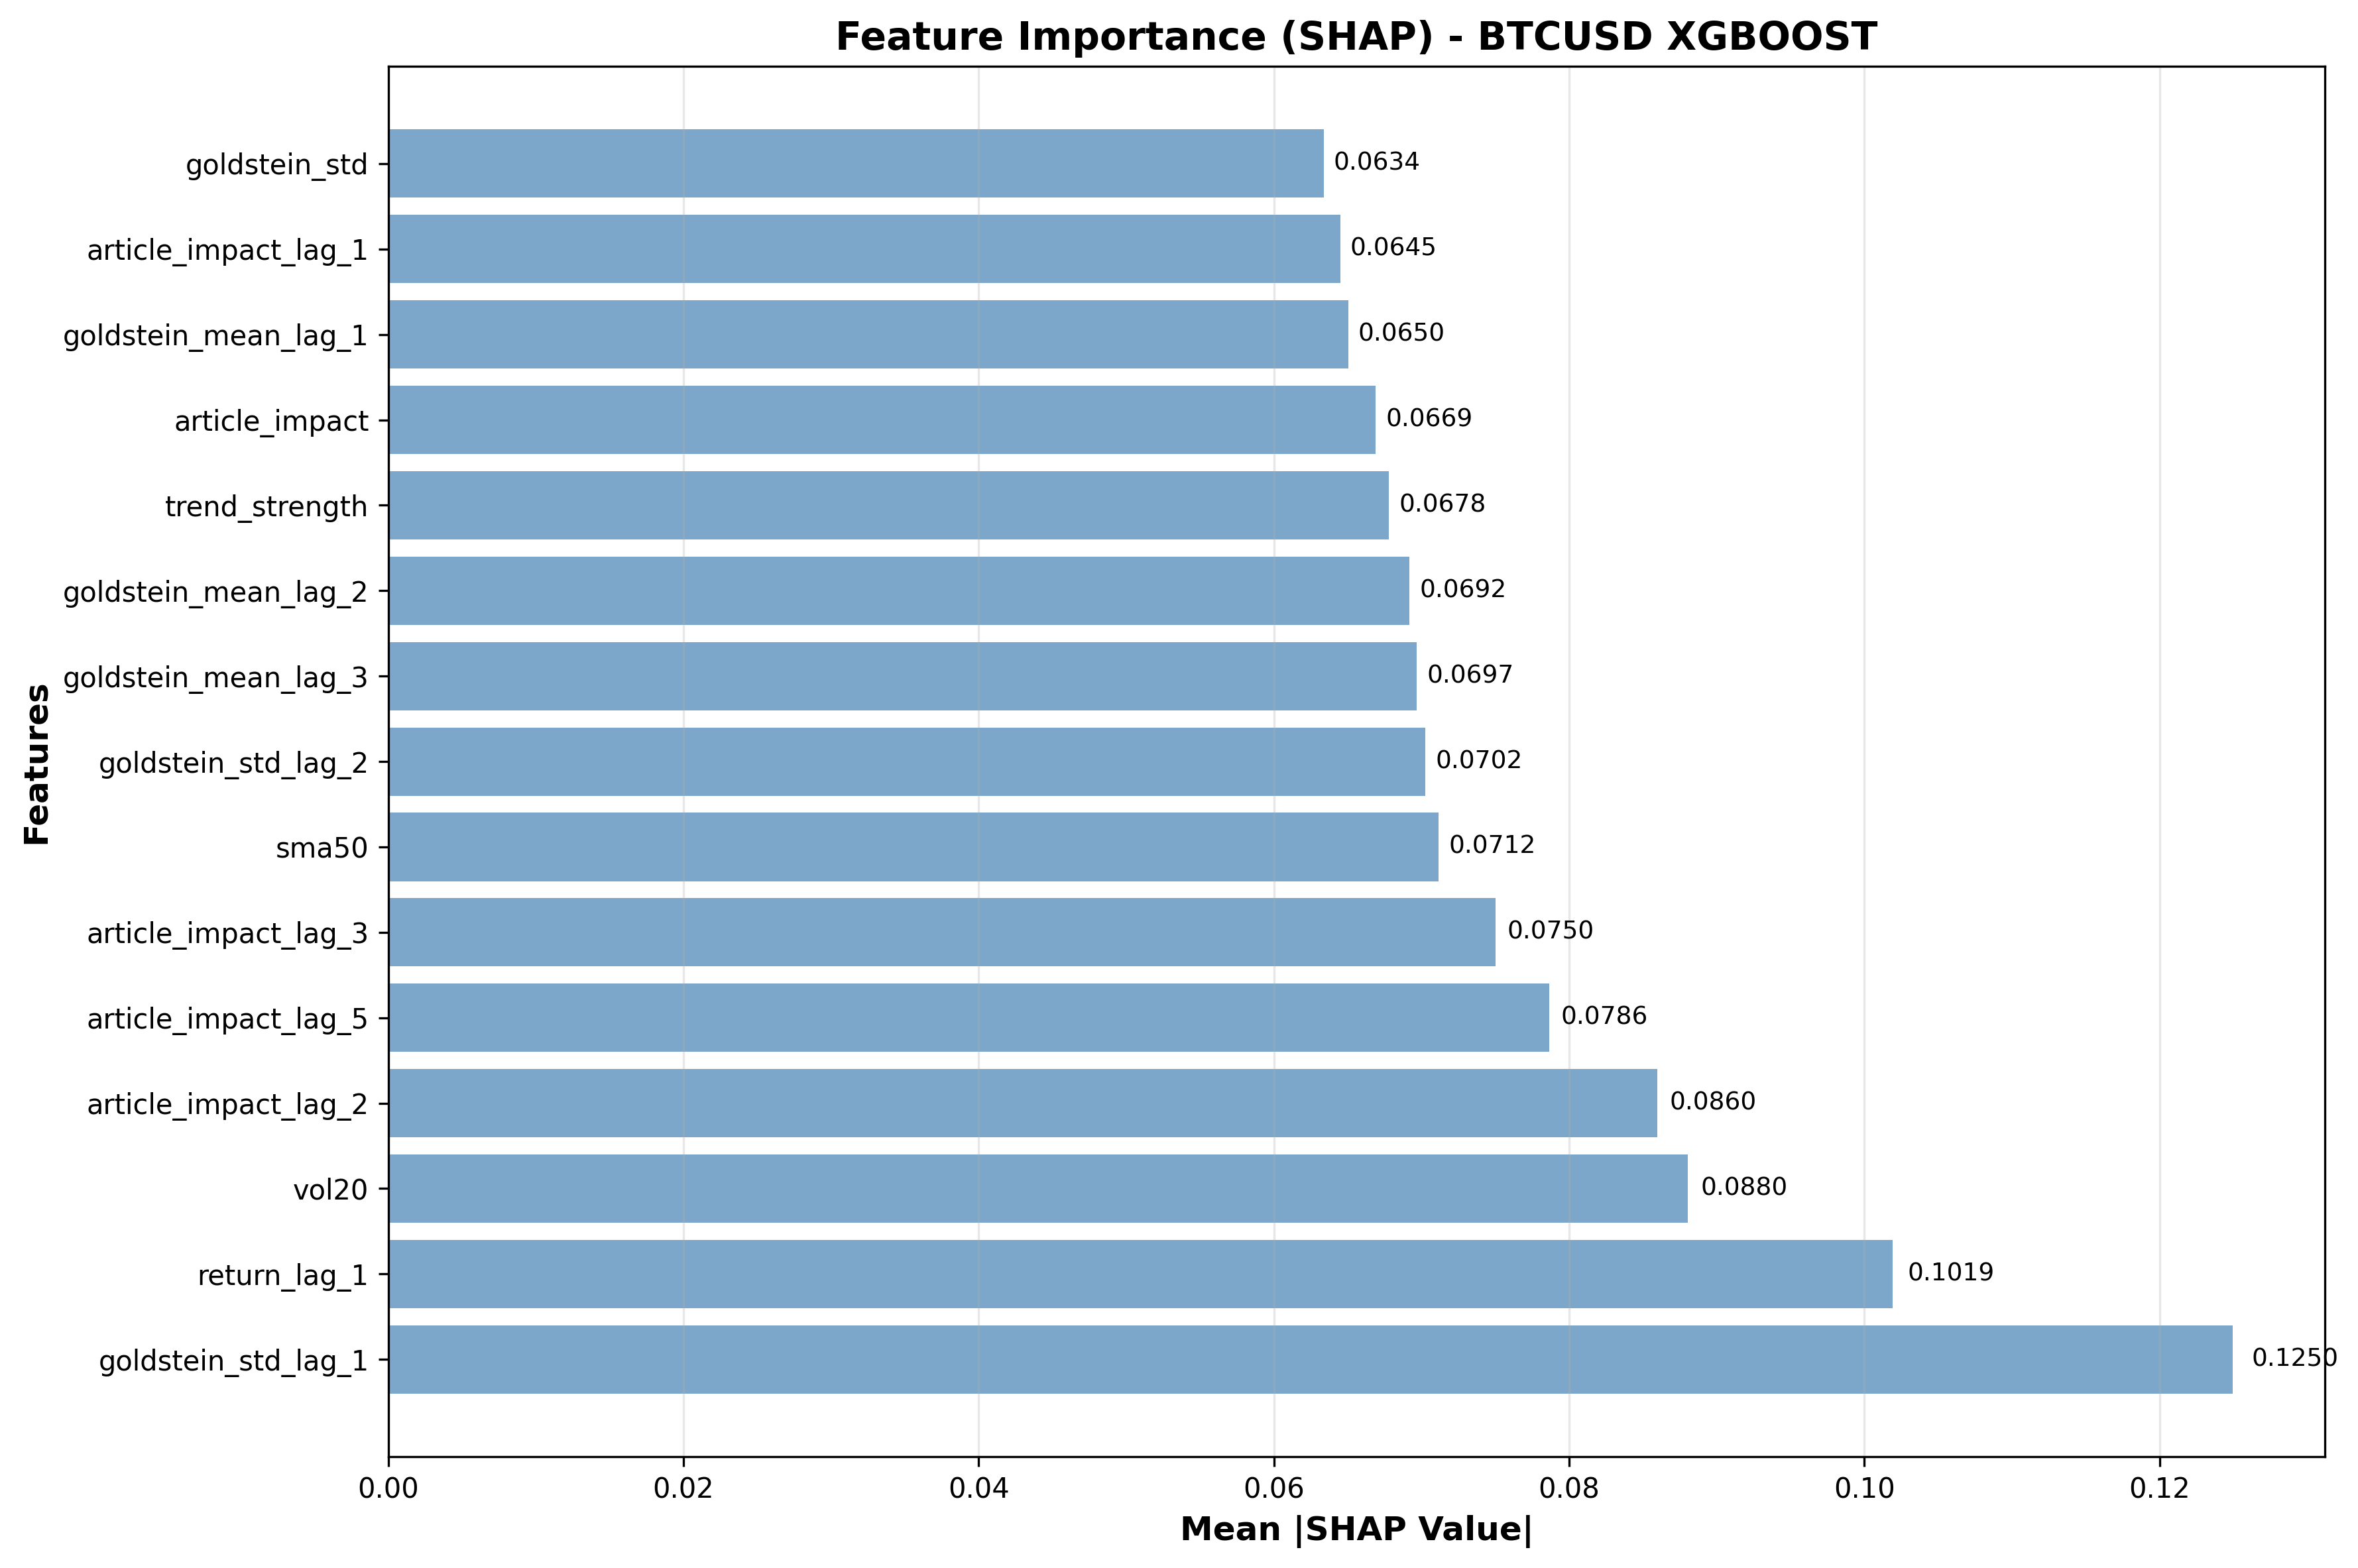 Feature Importance (SHAP) - BTCUSD XGBOOST
Features
goldstein_std 0.0634
article_impact_lag_1 0.0645
goldstein_mean_lag_1 0.0650
article_impact 0.0669
trend_strength 0.0678
goldstein_mean_lag_2 0.0692
goldstein_mean_lag_3 0.0697
goldstein_std_lag_2 0.0702
sma50 0.0712
article_impact_lag_3 0.0750
article_impact_lag_5 0.0786
article_impact_lag_2 0.0860
vol20 0.0880
return_lag_1 0.1019
goldstein_std_lag_1 0.1250
0.00 0.02 0.04 0.06 0.08 0.10 0.12
Mean |SHAP Value|